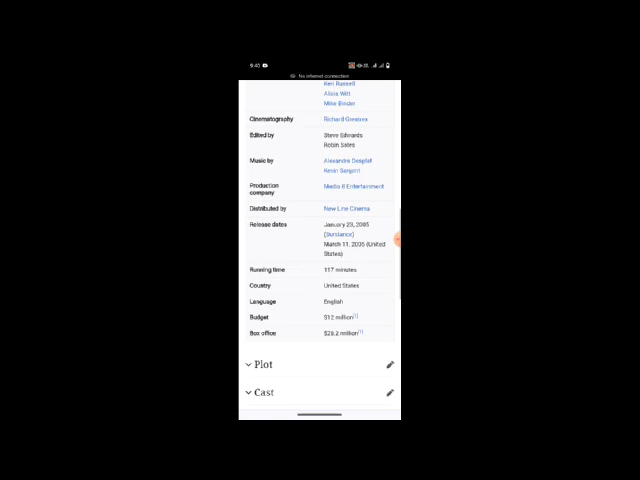 9:40
No internet connection
Keri Russell
Alicia Witt
Mike Binder
Cinematography Richard Greatrex
Edited by Steve Edwards
Robin Sales
Music by Alexandre Desplat
Kevin Sargent
Production company Media 8 Entertainment
Distributed by New Line Cinema
Release dates January 23, 2005
(Sundance)
March 11, 2005 (United
States)
Running time 117 minutes
Country United States
Language English
Budget $12 million[1]
Box office $28.2 million[1]
Plot
Cast